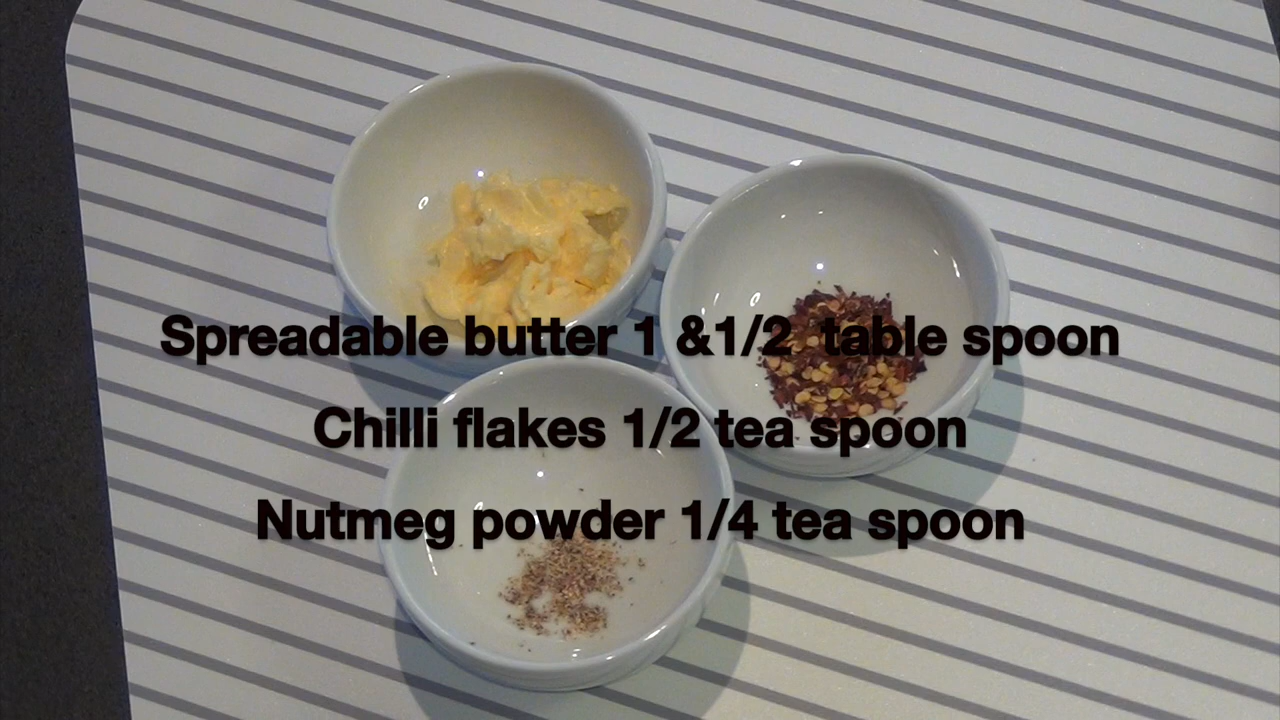 Spreadable butter 1 &1/2  table spoon
Chilli flakes 1/2 tea spoon
Nutmeg powder 1/4 tea spoon